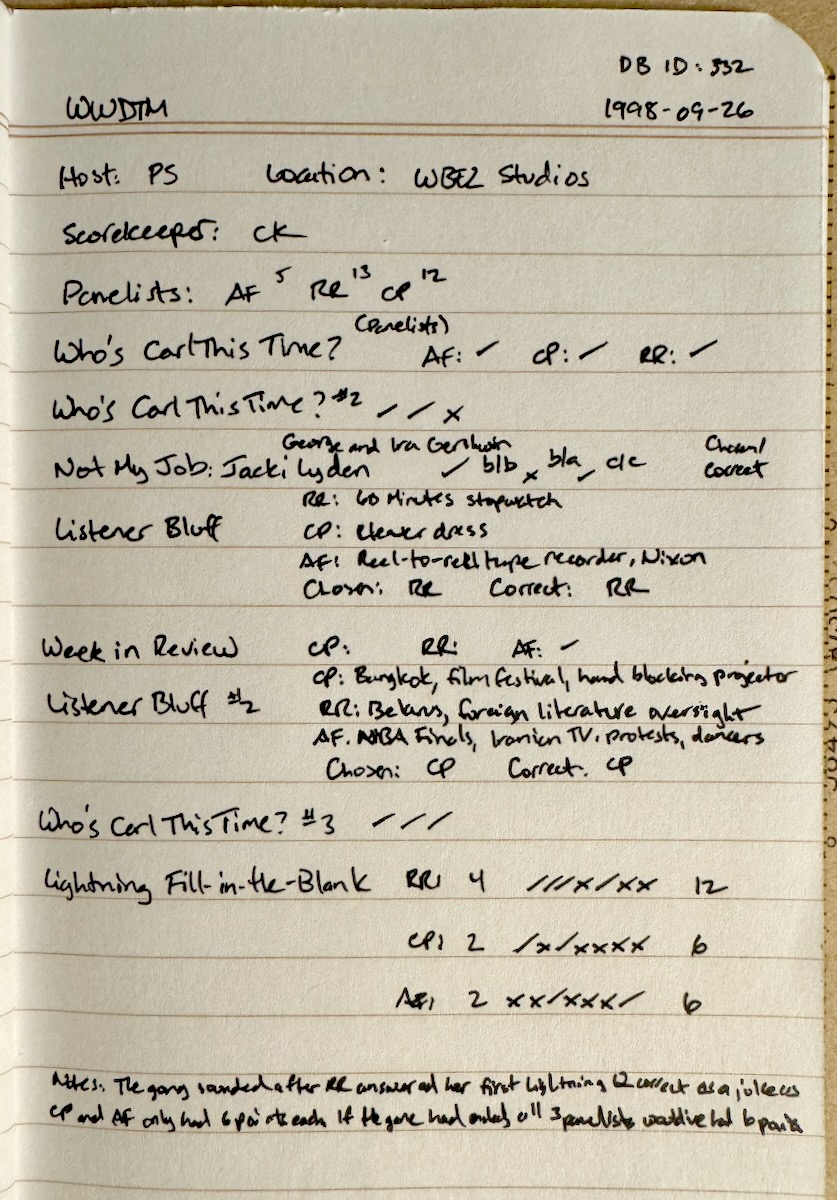 DB ID: 332
WWDTM 1998-09-26
Host: PS Location: WBEZ Studios
Scorekeeper: CK
Panelists: AF 5 RR 13 CP 12
(Panelists)
Who's Carl This Time? AF: ✓ CP: ✓ RR: ✓
Who's Carl This Time? #2 ✓ ✓ x
George and Ira Gershwin Chosen/
Not My Job: Jacki Lyden ✓ b/b x b/a ✓ c/c Correct
RR: 60 Minutes stopwatch
Listener Bluff CP: dress
AF: Reel-to-reel tape recorder, Nixon
Chosen: RR Correct: RR
Week in Review CP: RR: AF: ✓
CP: Bangkok, film festival, hand blocking projector
Listener Bluff #2 RR: Belarus, foreign literature oversight
AF: NBA Finals, Iranian TV, protests, dancers
Chosen: CP Correct: CP
Who's Carl This Time? #3 ✓ ✓ ✓
Lightning Fill-in-the-Blank RR: 4 ✓✓✓x✓xx 12
CP: 2 ✓x✓xxxx 6
AF: 2 xx✓xxx✓ 6
Notes: The gong sounded after RR answered her first lightning Q correct as a joke as
CP and AF only had 6 points each. If the game had ended all 3 panelists would've had 6 points